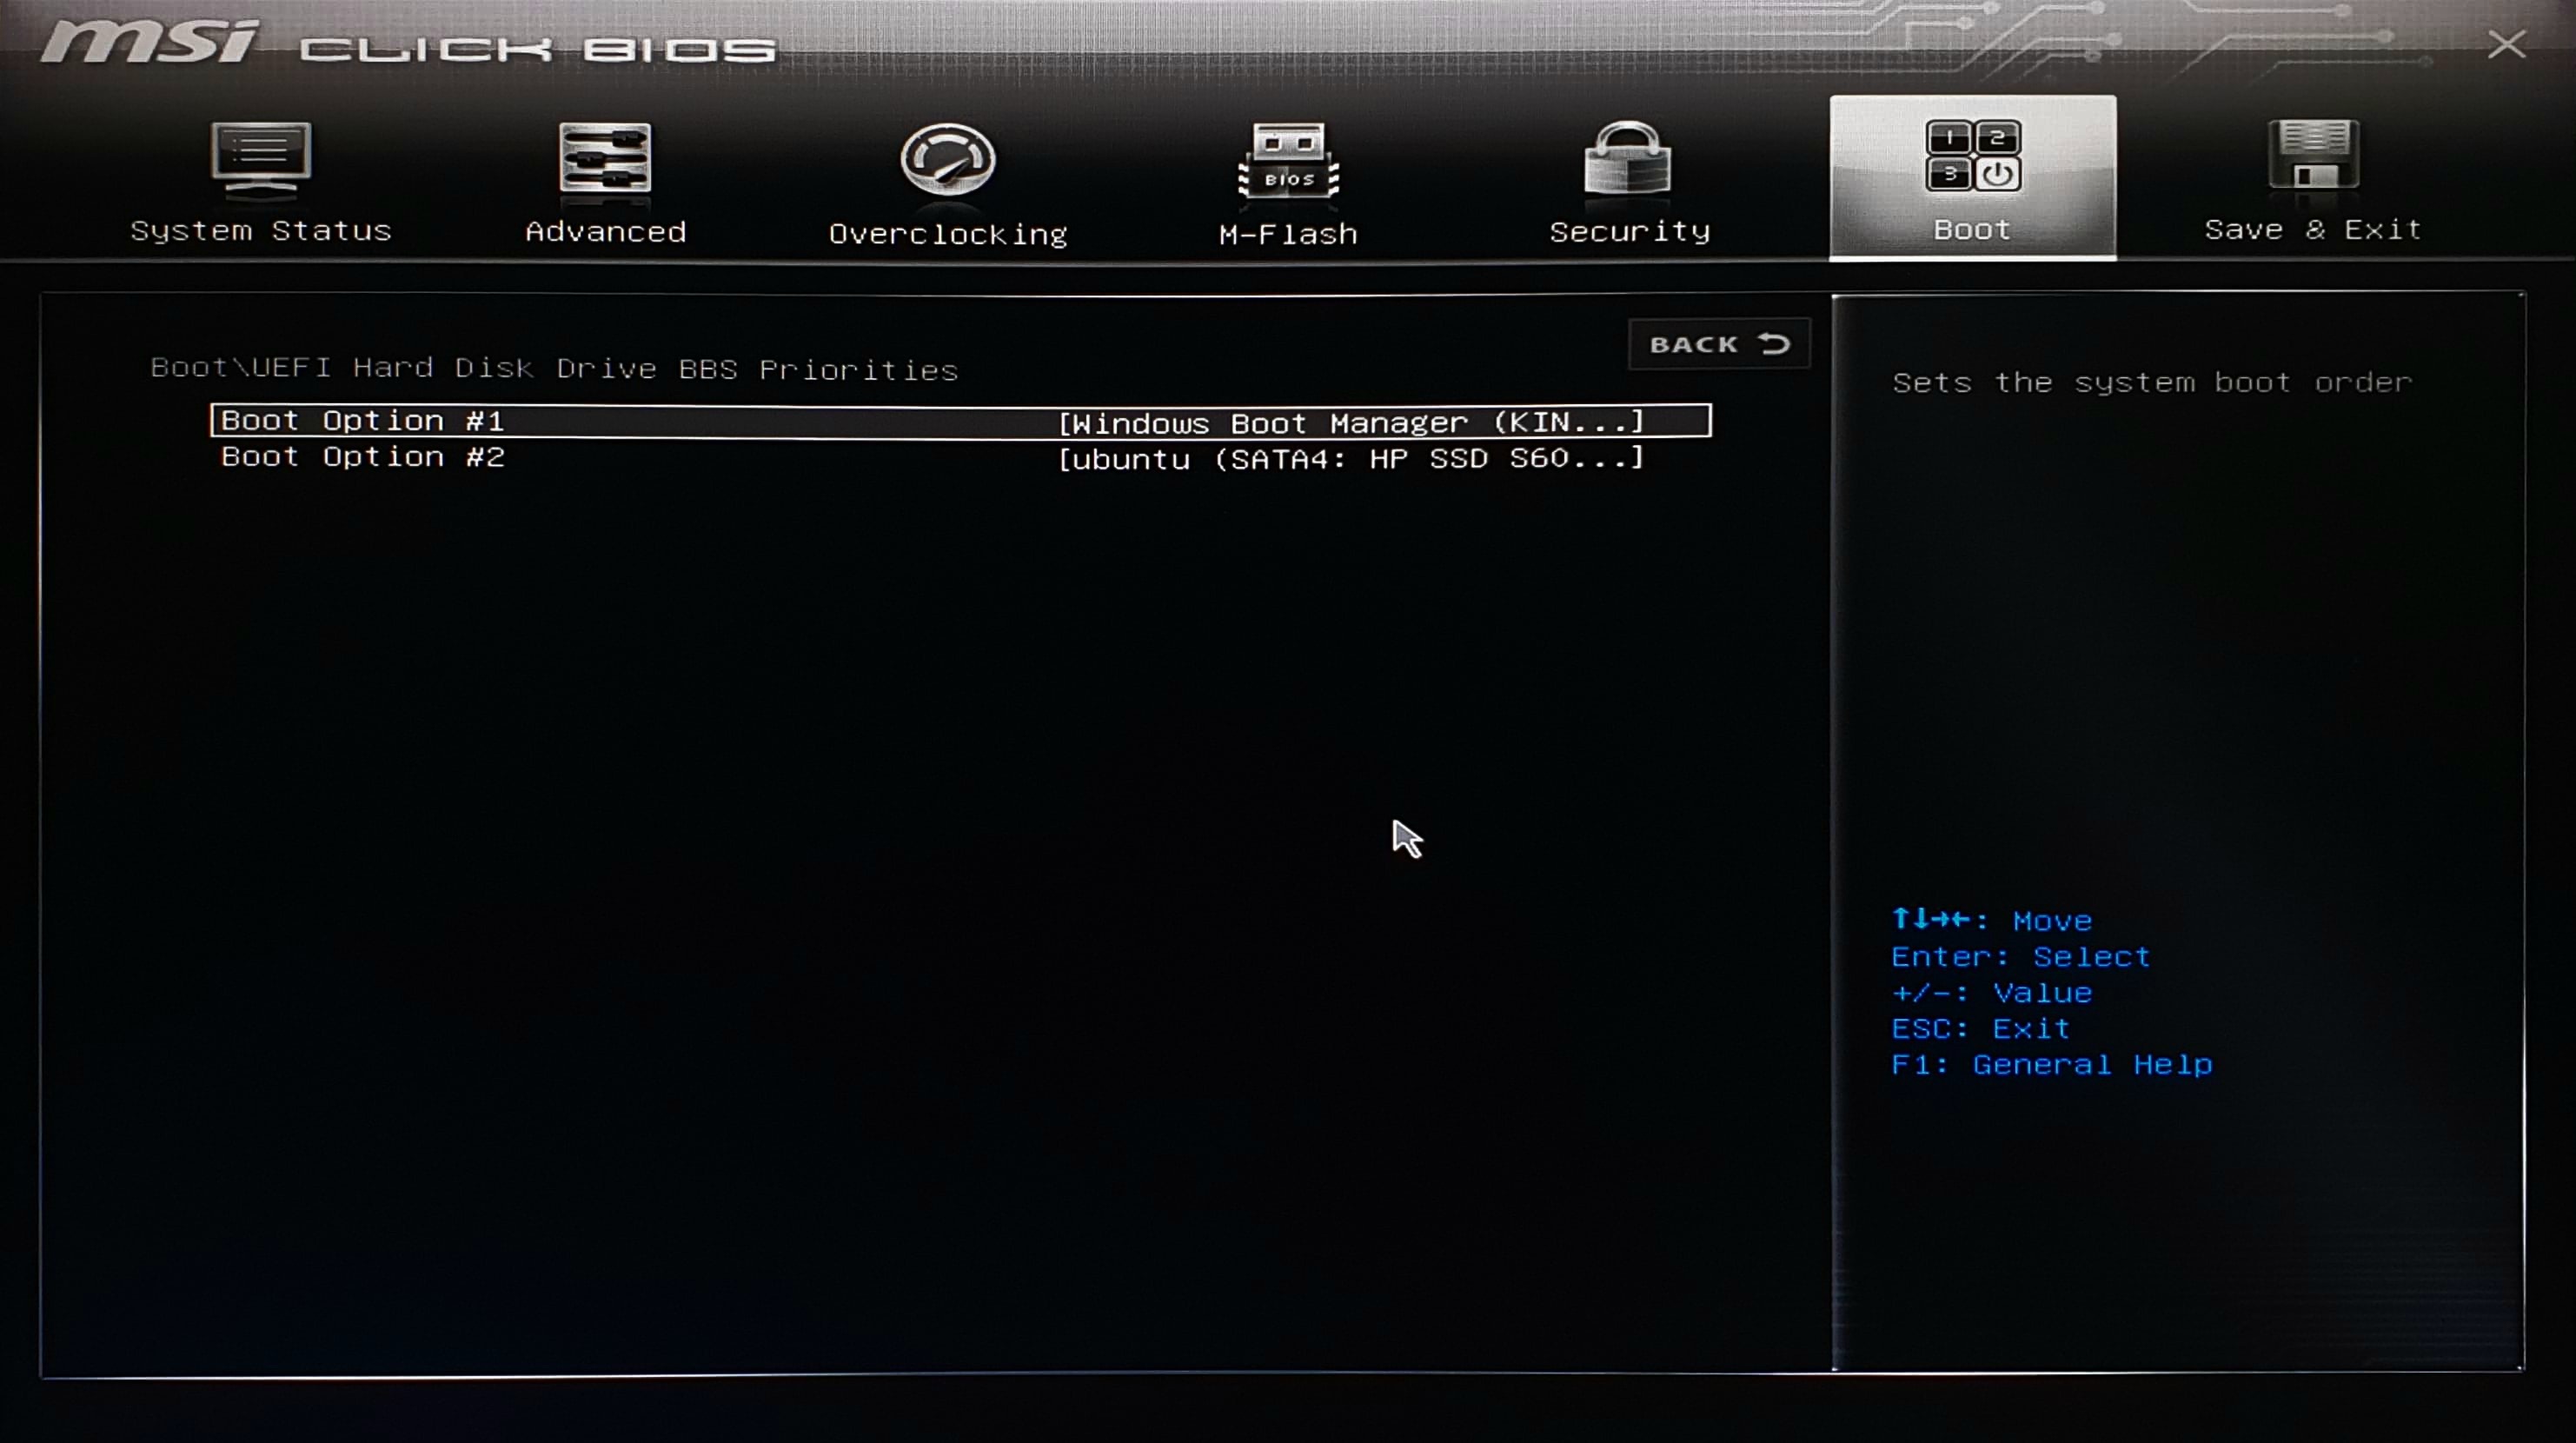 msi CLICK BIOS
System Status
Advanced
Overclocking
BIOS
M-Flash
Security
1 2
3
Boot
Save & Exit
BACK
Boot\UEFI Hard Disk Drive BBS Priorities
Boot Option #1 [Windows Boot Manager (KIN...]
Boot Option #2 [ubuntu (SATA4: HP SSD S60...]
Sets the system boot order
↑↓→←: Move
Enter: Select
+/-: Value
ESC: Exit
F1: General Help